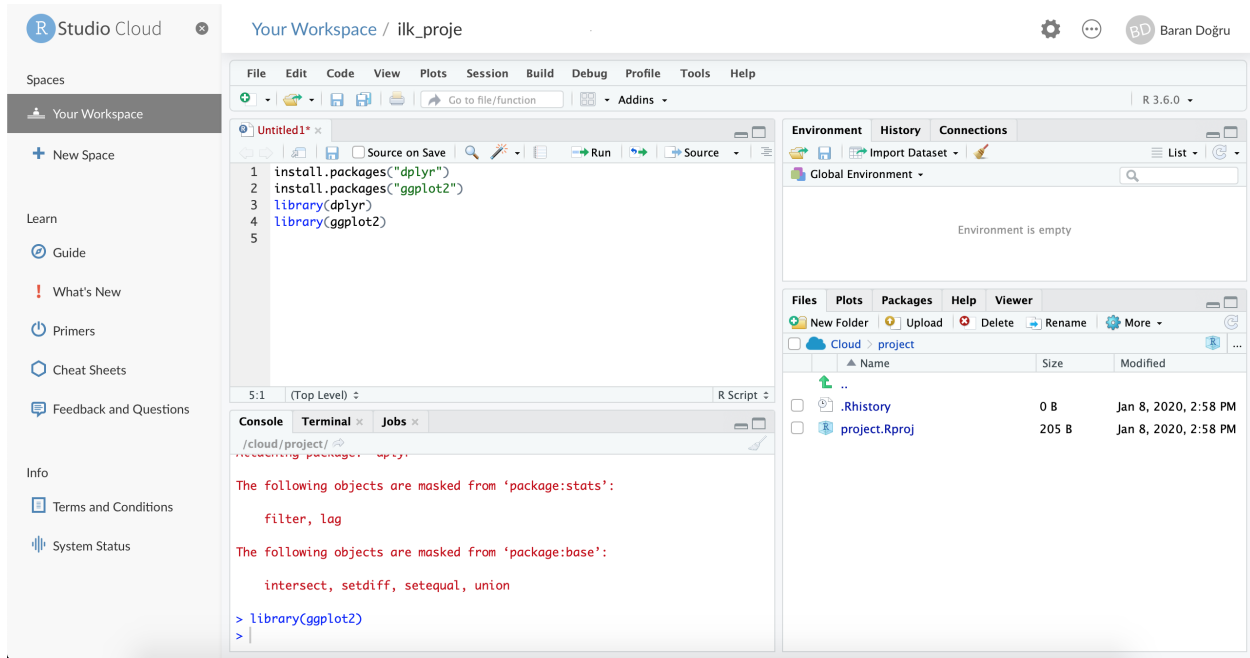 R Studio Cloud
Your Workspace / ilk_proje
BD Baran Doğru
Spaces
Your Workspace
New Space
Learn
Guide
What's New
Primers
Cheat Sheets
Feedback and Questions
Info
Terms and Conditions
System Status
File Edit Code View Plots Session Build Debug Profile Tools Help
Go to file/function Addins R 3.6.0
Untitled1*
Source on Save Run Source
1 install.packages("dplyr")
2 install.packages("ggplot2")
3 library(dplyr)
4 library(ggplot2)
5
5:1 (Top Level) R Script
Console Terminal Jobs
/cloud/project/
Attaching package: ‘dplyr’
The following objects are masked from ‘package:stats’:
filter, lag
The following objects are masked from ‘package:base’:
intersect, setdiff, setequal, union
> library(ggplot2)
>
Environment History Connections
Import Dataset List
Global Environment
Environment is empty
Files Plots Packages Help Viewer
New Folder Upload Delete Rename More
Cloud > project R ...
Name Size Modified
..
.Rhistory 0 B Jan 8, 2020, 2:58 PM
project.Rproj 205 B Jan 8, 2020, 2:58 PM